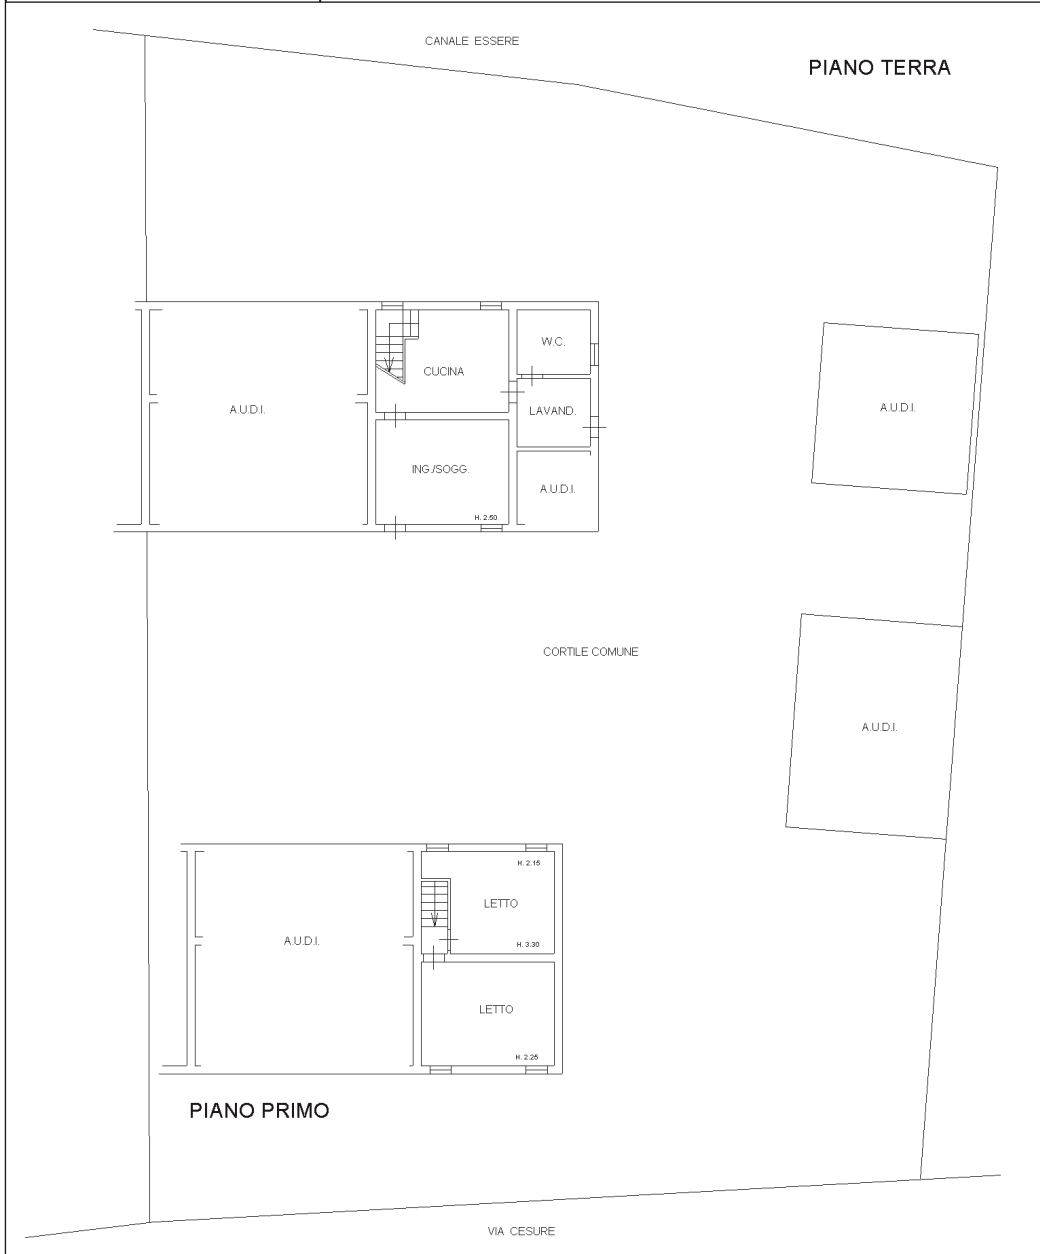 CANALE ESSERE
PIANO TERRA
W.C.
CUCINA
A.U.D.I.
LAVAND.
A.U.D.I.
ING./SOGG.
A.U.D.I.
H. 2.50
CORTILE COMUNE
A.U.D.I.
H. 2.15
LETTO
A.U.D.I.
H. 3.30
LETTO
H. 2.25
PIANO PRIMO
VIA CESURE